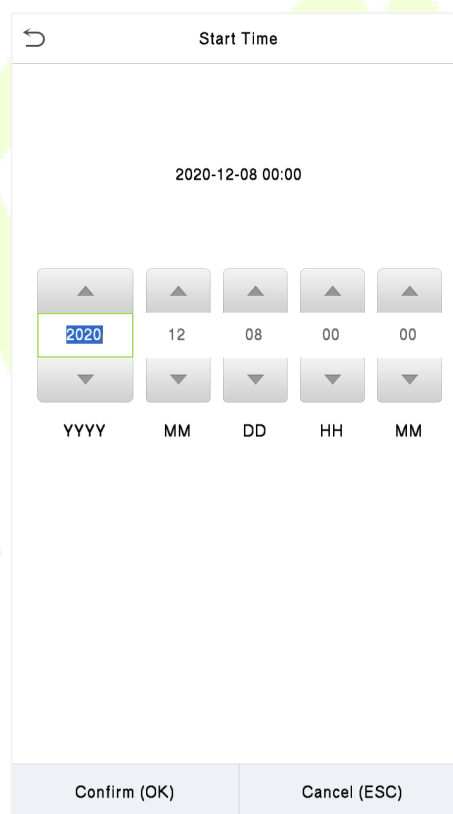 Start Time
2020-12-08 00:00
2020 12 08 00 00
YYYY MM DD HH MM
Confirm (OK) Cancel (ESC)